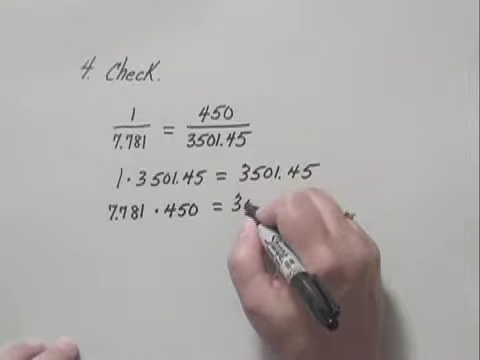 4. Check.
1 / 7.781 = 450 / 3501.45
1 · 3501.45 = 3501.45
7.781 · 450 = 3